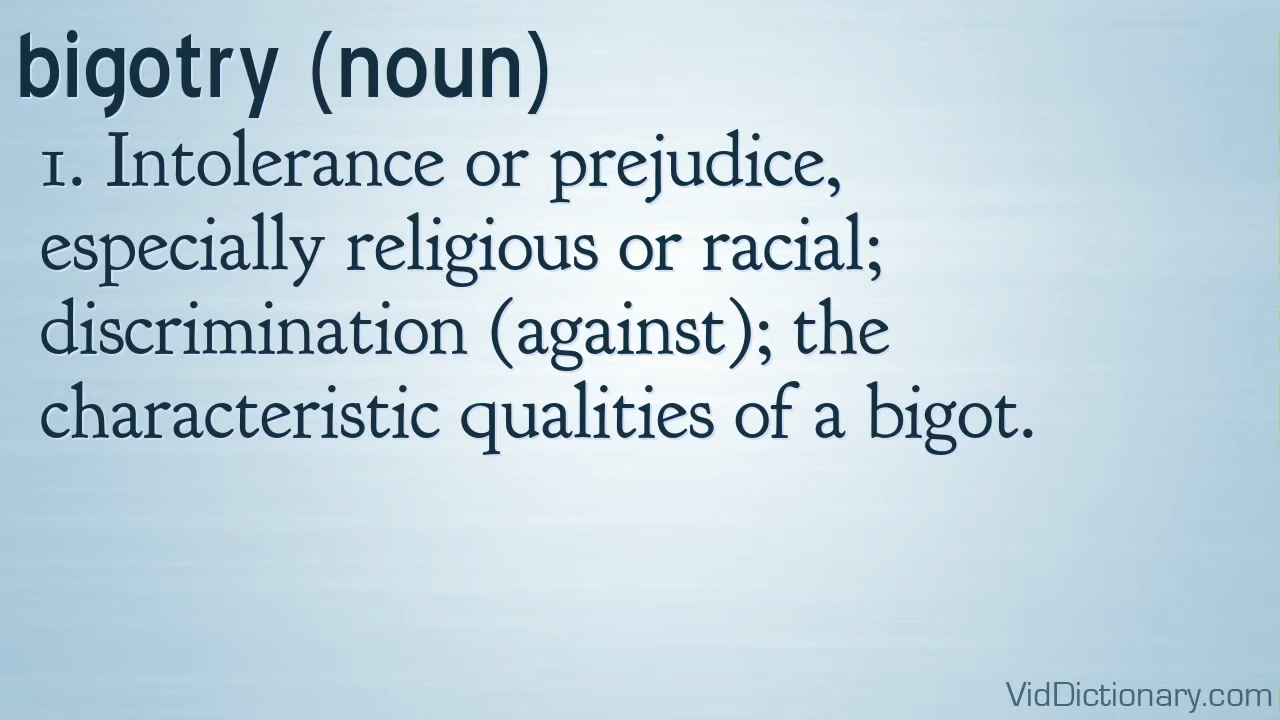 bigotry (noun)
1. Intolerance or prejudice,
especially religious or racial;
discrimination (against); the
characteristic qualities of a bigot.
VidDictionary.com